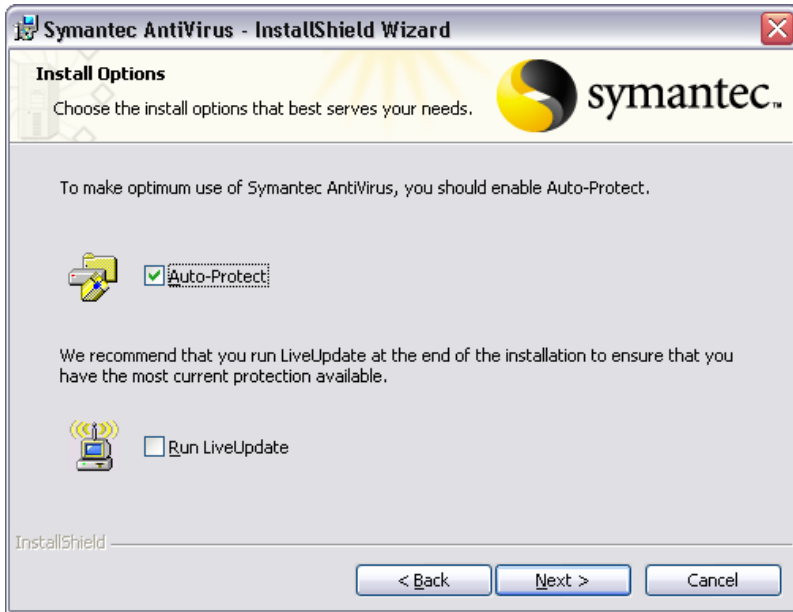 Symantec AntiVirus - InstallShield Wizard
Install Options
Choose the install options that best serves your needs.
symantec™
To make optimum use of Symantec AntiVirus, you should enable Auto-Protect.
Auto-Protect
We recommend that you run LiveUpdate at the end of the installation to ensure that you
have the most current protection available.
Run LiveUpdate
InstallShield
< Back
Next >
Cancel